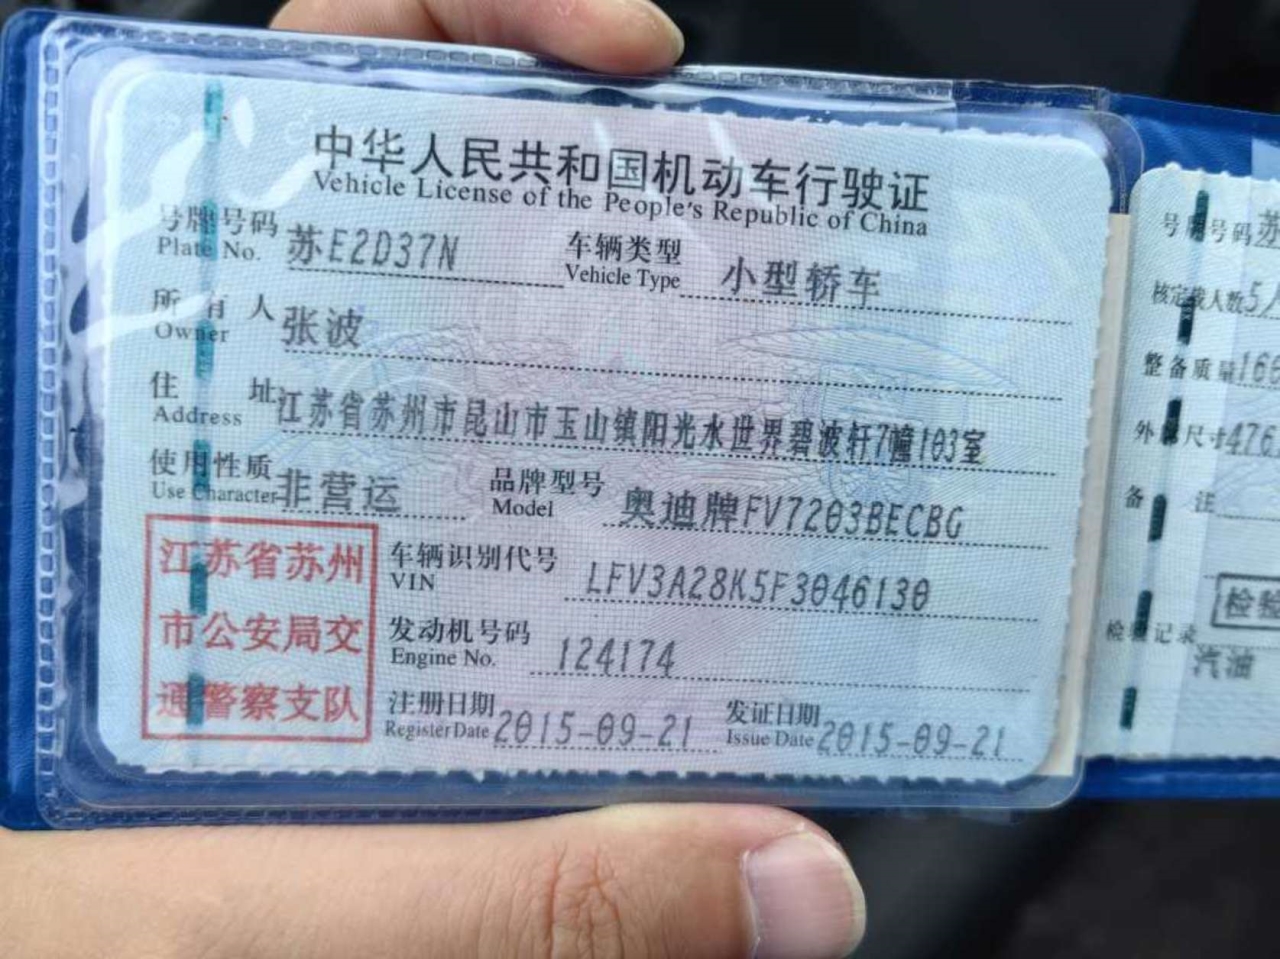 中华人民共和国机动车行驶证
Vehicle License of the People's Republic of China
号牌号码 苏E2D37N 车辆类型 小型轿车
Plate No. Vehicle Type
所有人 张波
Owner
住址 江苏省苏州市昆山市玉山镇阳光水世界碧波轩7幢103室
Address
使用性质 非营运 品牌型号 奥迪牌FV7203BECBG
Use Character Model
江苏省苏州
市公安局交
通警察支队
车辆识别代号 LFV3A28K5F3046130
VIN
发动机号码 124174
Engine No.
注册日期 2015-09-21 发证日期 2015-09-21
Register Date Issue Date
号牌号码 苏
核定载人数 5人
整备质量 166
外廓尺寸 476
备注
检验
检验记录
汽油